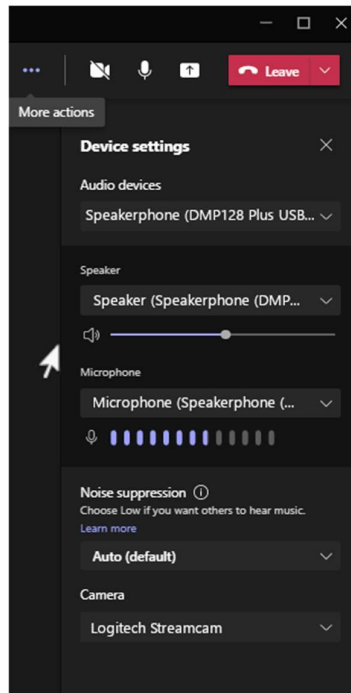 Leave
More actions
Device settings
Audio devices
Speakerphone (DMP128 Plus USB...
Speaker
Speaker (Speakerphone (DMP...
Microphone
Microphone (Speakerphone (...
Noise suppression
Choose Low if you want others to hear music.
Learn more
Auto (default)
Camera
Logitech Streamcam